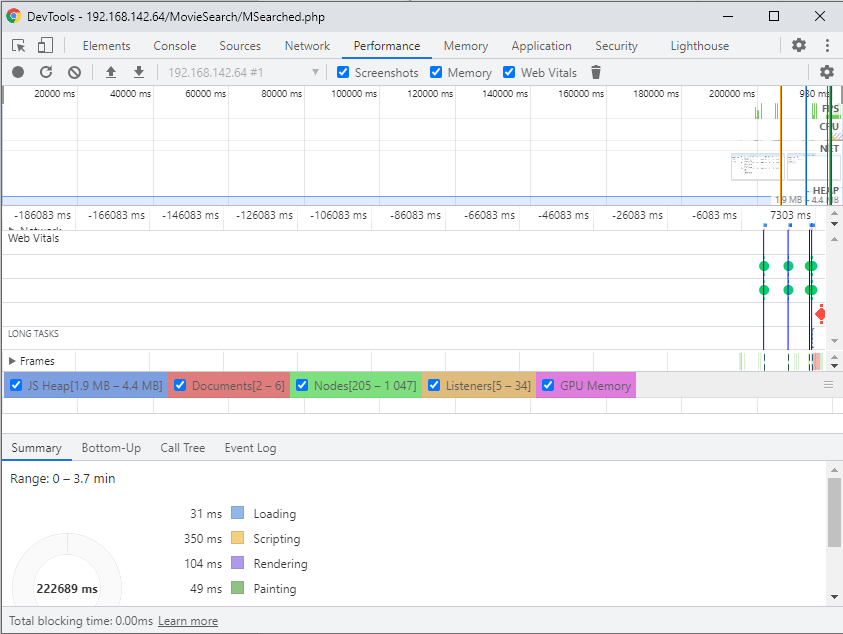 DevTools - 192.168.142.64/MovieSearch/MSearched.php
Elements Console Sources Network Performance Memory Application Security Lighthouse
192.168.142.64 #1 Screenshots Memory Web Vitals
20000 ms 40000 ms 60000 ms 80000 ms 100000 ms 120000 ms 140000 ms 160000 ms 180000 ms 200000 ms
FPS
CPU
NET
HEAP
1.9 MB – 4.4 MB
-186083 ms -166083 ms -146083 ms -126083 ms -106083 ms -86083 ms -66083 ms -46083 ms -26083 ms -6083 ms 7303 ms
Network
Web Vitals
LONG TASKS
Frames
JS Heap[1.9 MB – 4.4 MB] Documents[2 – 6] Nodes[205 – 1 047] Listeners[5 – 34] GPU Memory
Summary Bottom-Up Call Tree Event Log
Range: 0 – 3.7 min
31 ms Loading
350 ms Scripting
104 ms Rendering
49 ms Painting
222689 ms
Total blocking time: 0.00ms Learn more